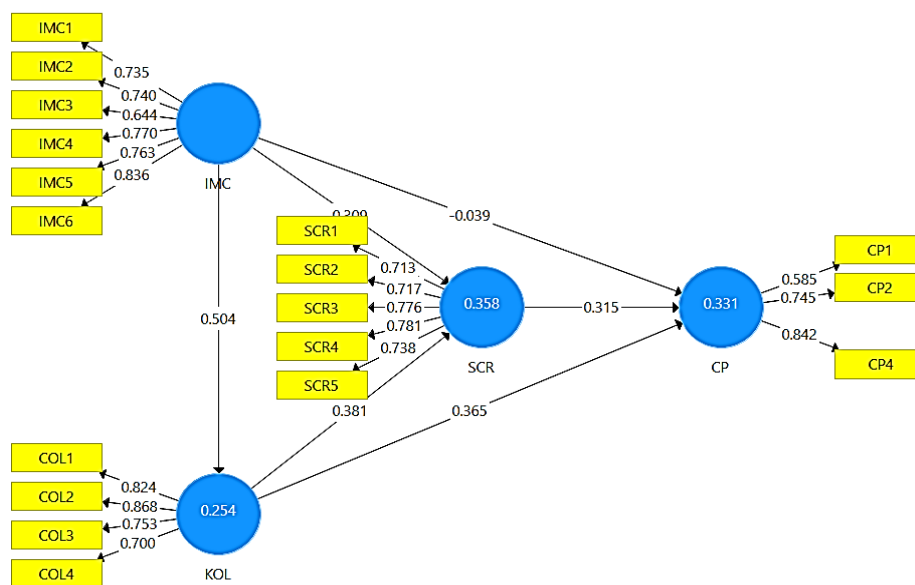 IMC1
IMC2
IMC3
IMC4
IMC5
IMC6
0.735
0.740
0.644
0.770
0.763
0.836
IMC
0.309
-0.039
0.504
SCR1
SCR2
SCR3
SCR4
SCR5
0.713
0.717
0.776
0.781
0.738
0.358
SCR
0.315
0.331
CP
0.585
0.745
0.842
CP1
CP2
CP4
0.381
0.365
COL1
COL2
COL3
COL4
0.824
0.868
0.753
0.700
0.254
KOL